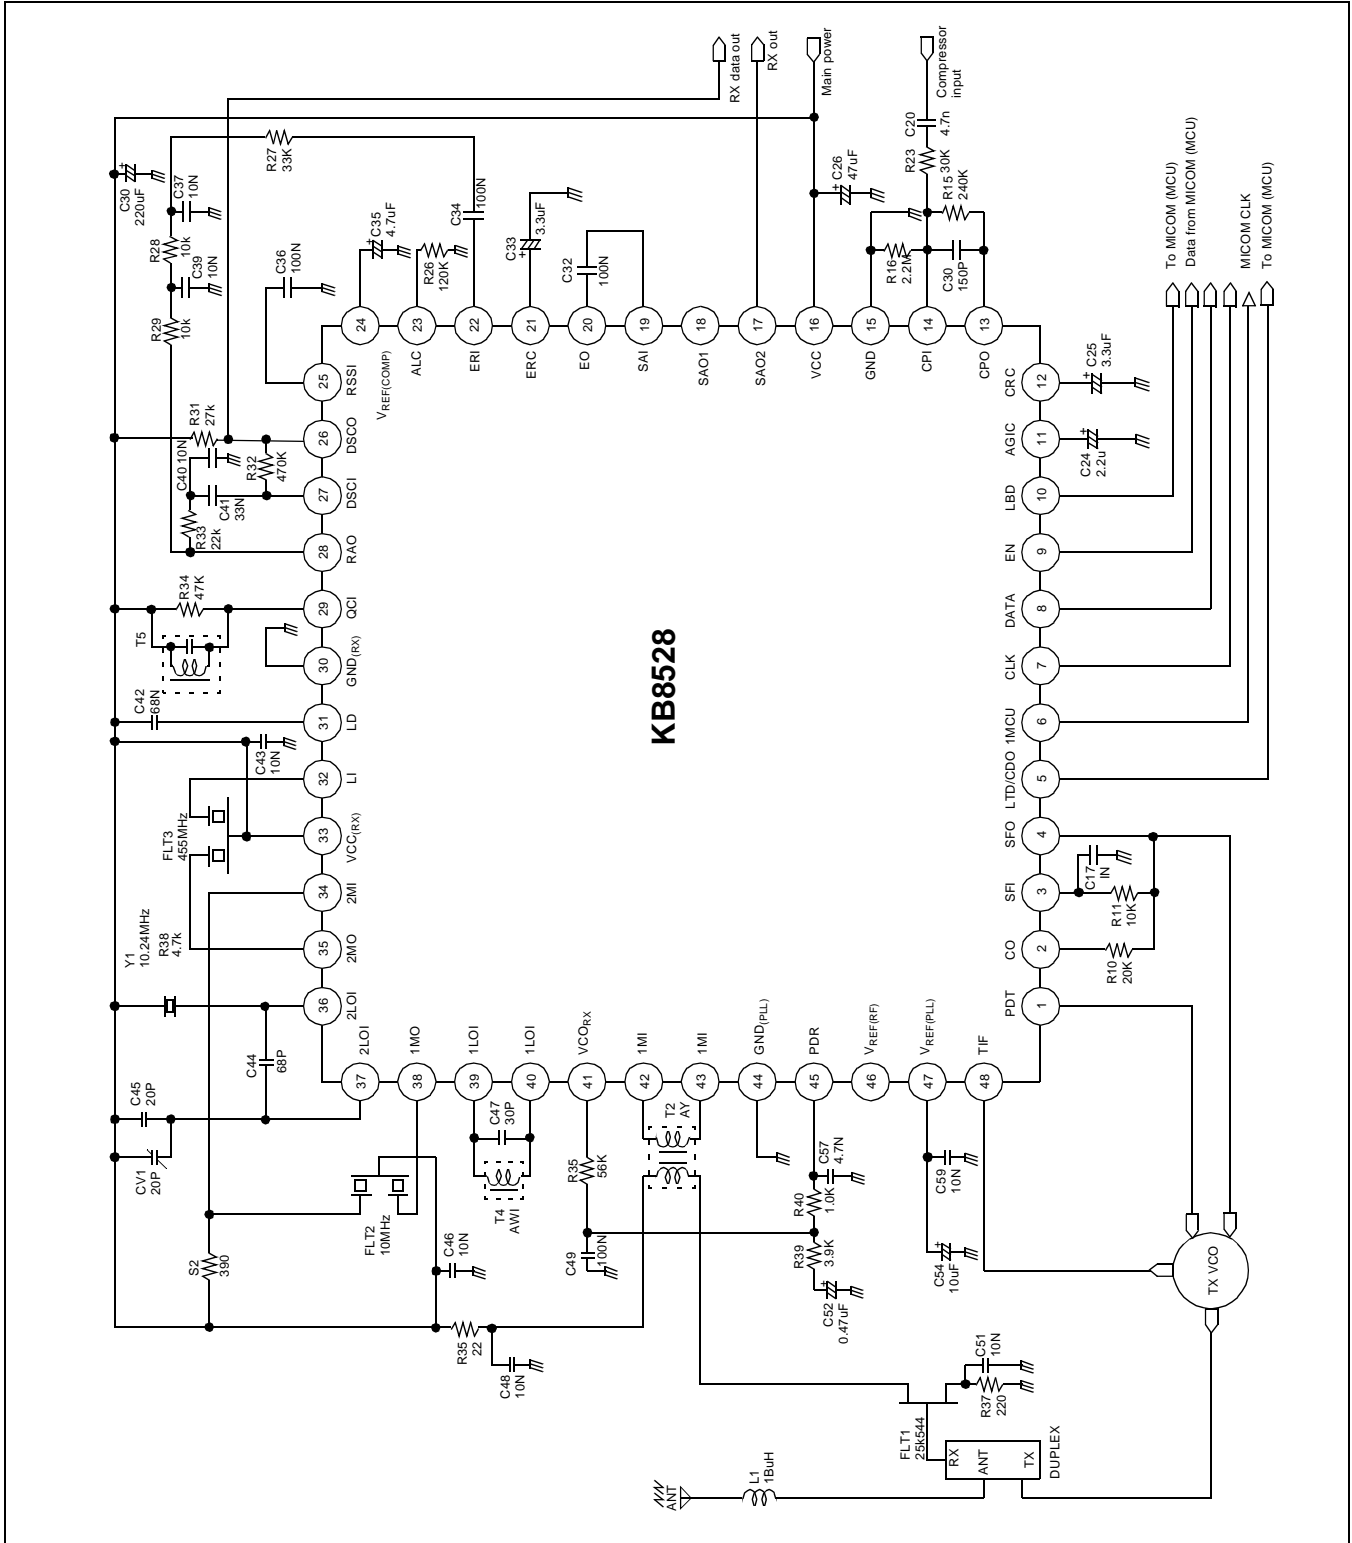 RX data out
RX out
Main power
Compressor
input
C20
4.7n
R23
30K
R15
240K
C26
47uF
R16
2.2M
C30
150P
R27
33K
C30
220uF
C37
10N
R28
10k
C39
10N
R29
10k
C36
100N
C35
4.7uF
R26
120K
C34
100N
C33
3.3uF
C32
100N
To MICOM (MCU)
Data from MICOM (MCU)
MICOM CLK
To MICOM (MCU)
24
23
22
21
20
19
18
17
16
15
14
13
VREF(COMP)
ALC
ERI
ERC
EO
SAI
SAO1
SAO2
VCC
GND
CPI
CPO
25
RSSI
26
DSCO
27
DSCI
28
RAO
29
QCI
30
GND(RX)
31
LD
32
LI
33
VCC(RX)
34
2MI
35
2MO
36
2LOI
R31
27k
C40 10N
R32
470K
C41
33N
R33
22k
R34
47K
T5
C42
68N
C43
10N
FLT3
455MHz
Y1
10.24MHz
R38
4.7k
C44
68P
C45
20P
CV1
20P
KB8528
CRC
12
C25
3.3uF
AGIC
11
C24
2.2u
LBD
10
EN
9
DATA
8
CLK
7
1MCU
6
LTD/CDO
5
SFO
4
SFI
3
CO
2
PDT
1
C17
IN
R11
10K
R10
20K
2LOI
1MO
1LOI
1LOI
VCORX
1MI
1MI
GND(PLL)
PDR
VREF(RF)
VREF(PLL)
TIF
37
38
39
40
41
42
43
44
45
46
47
48
C47
30P
T4
AWI
R35
56K
T2
AY
C57
4.7N
R40
1.0K
R39
3.9K
C52
0.47uF
C59
10N
C54
10uF
C49
100N
FLT2
10MHz
C46
10N
S2
390
R35
22
C48
10N
TX VCO
C51
10N
R37
220
FLT1
25k544
RX
ANT
TX
DUPLEX
L1
1BuH
ANT